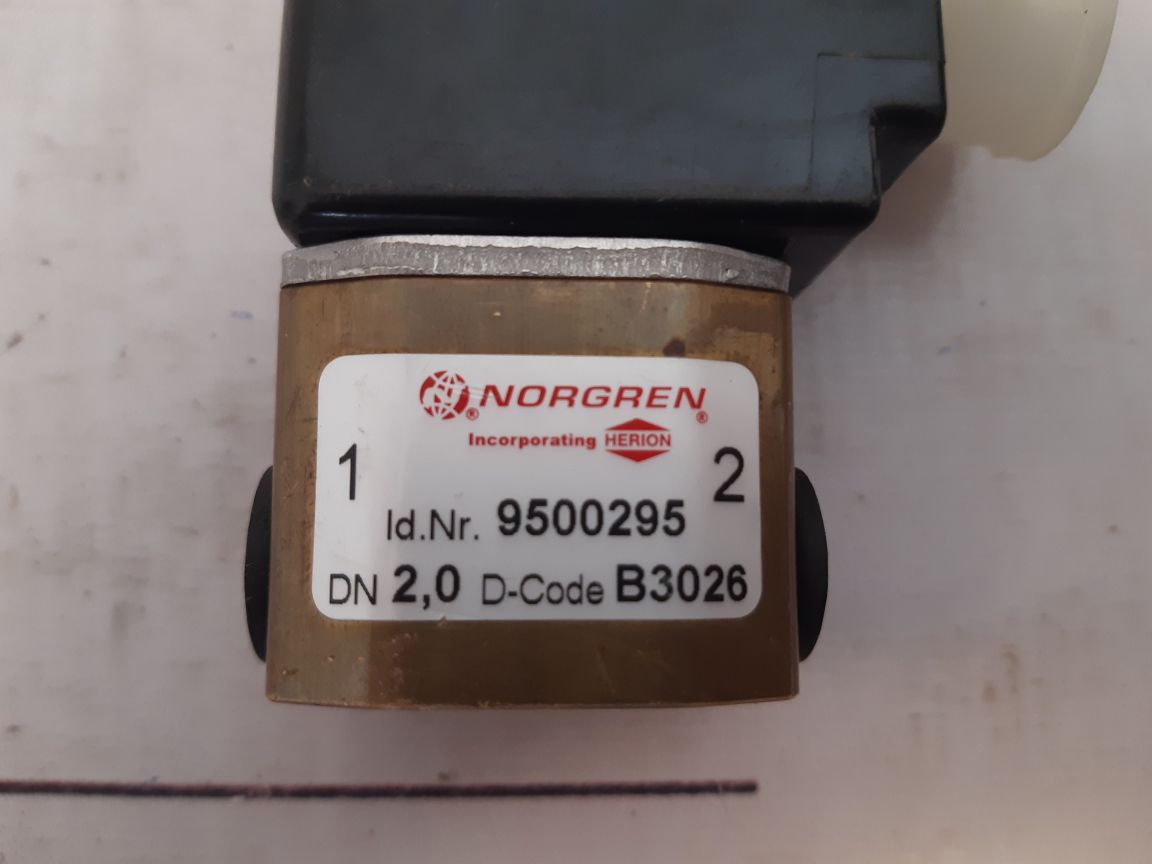 NORGREN®
Incorporating HERION
1 2
Id.Nr. 9500295
DN 2,0 D-Code B3026